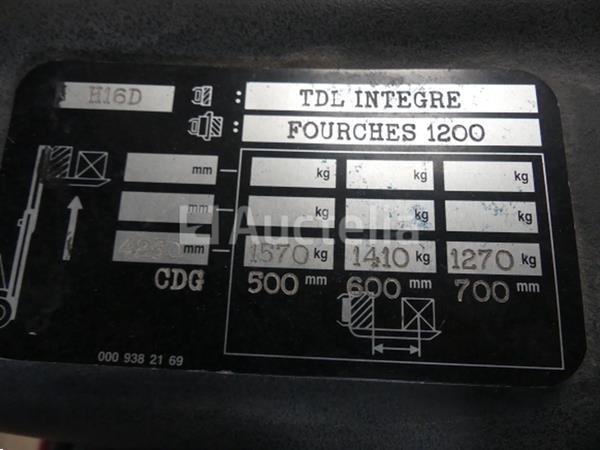 H16D : TDL INTEGRE
: FOURCHES 1200
mm kg kg kg
mm kg kg kg
mm 1570 kg 1410 kg 1270 kg
CDG 500 mm 600 mm 700 mm
000 938 21 69
Auctelia